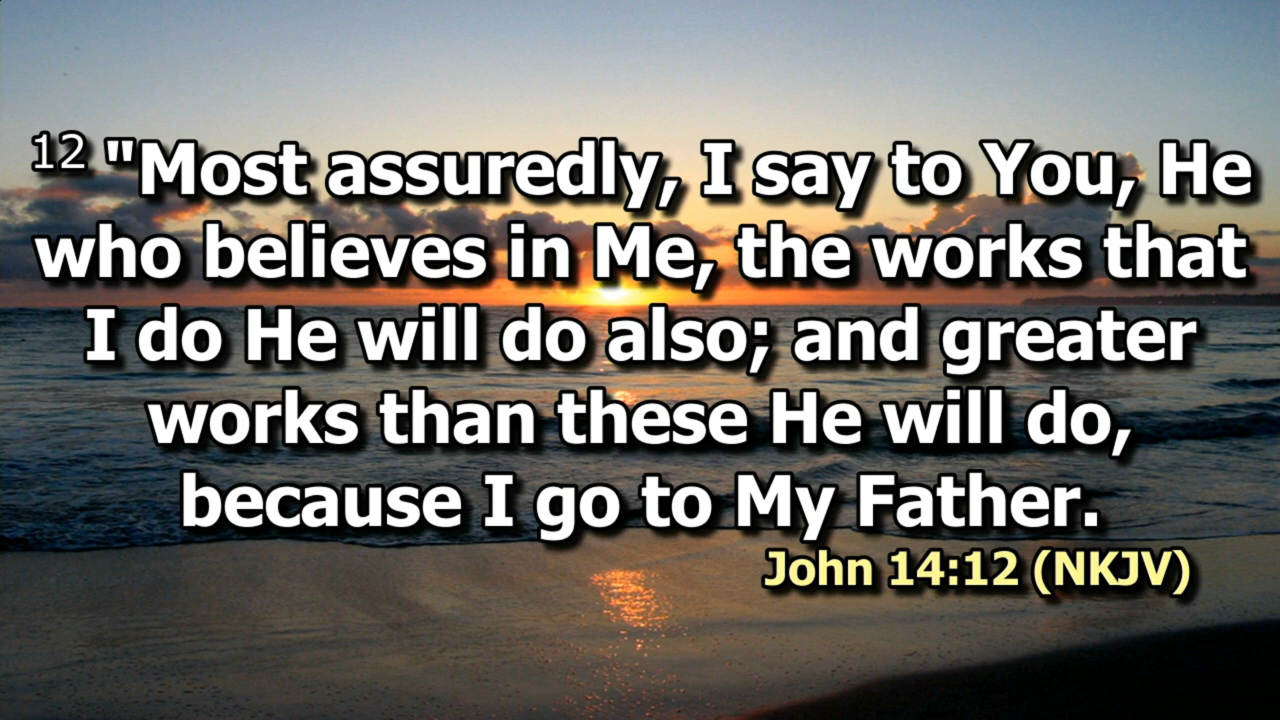 12 "Most assuredly, I say to You, He
who believes in Me, the works that
I do He will do also; and greater
works than these He will do,
because I go to My Father.
John 14:12 (NKJV)